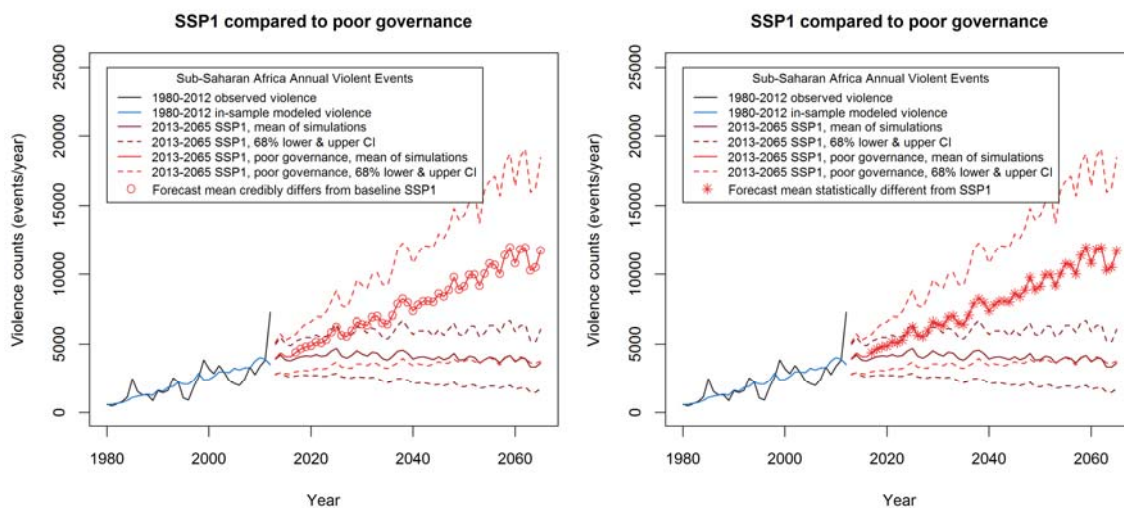 SSP1 compared to poor governance
Violence counts (events/year)
25000
20000
15000
10000
5000
0
Sub-Saharan Africa Annual Violent Events
1980-2012 observed violence
1980-2012 in-sample modeled violence
2013-2065 SSP1, mean of simulations
2013-2065 SSP1, 68% lower & upper CI
2013-2065 SSP1, poor governance, mean of simulations
2013-2065 SSP1, poor governance, 68% lower & upper CI
Forecast mean credibly differs from baseline SSP1
1980 2000 2020 2040 2060
Year
SSP1 compared to poor governance
Violence counts (events/year)
25000
20000
15000
10000
5000
0
Sub-Saharan Africa Annual Violent Events
1980-2012 observed violence
1980-2012 in-sample modeled violence
2013-2065 SSP1, mean of simulations
2013-2065 SSP1, 68% lower & upper CI
2013-2065 SSP1, poor governance, mean of simulations
2013-2065 SSP1, poor governance, 68% lower & upper CI
Forecast mean statistically different from SSP1
1980 2000 2020 2040 2060
Year